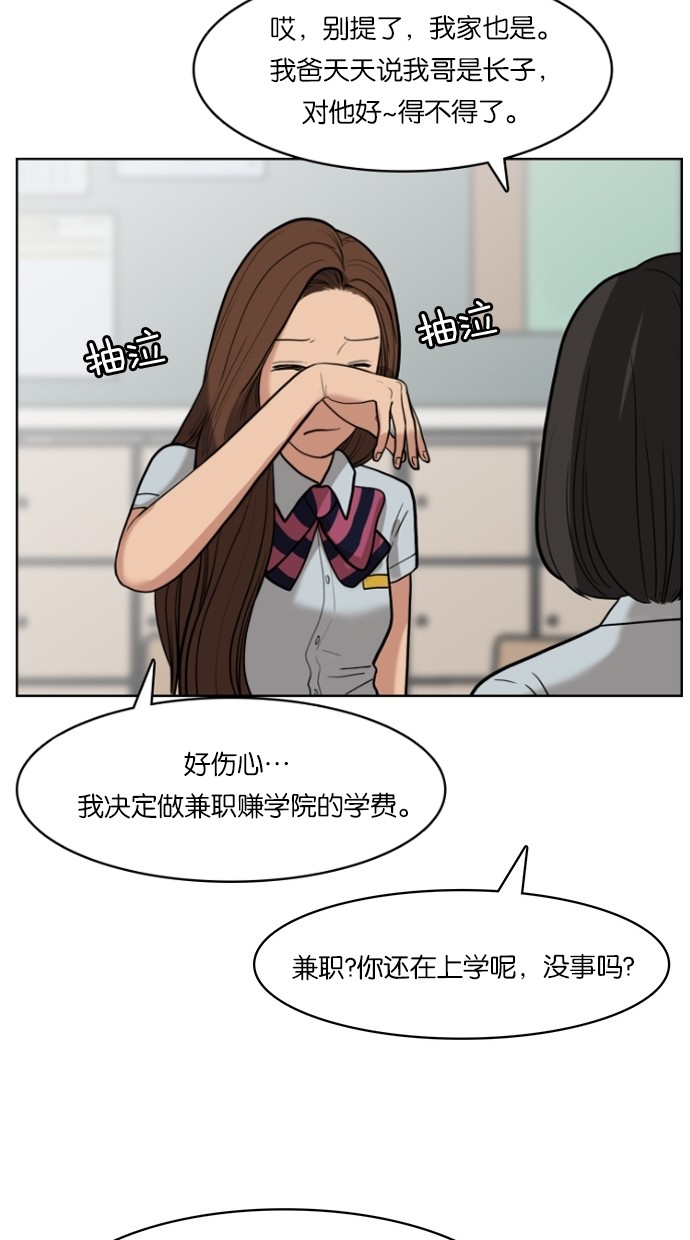 哎，别提了，我家也是。
我爸天天说我哥是长子，
对他好~得不得了。
抽泣
抽泣
好伤心…
我决定做兼职赚学院的学费。
兼职?你还在上学呢，没事吗?